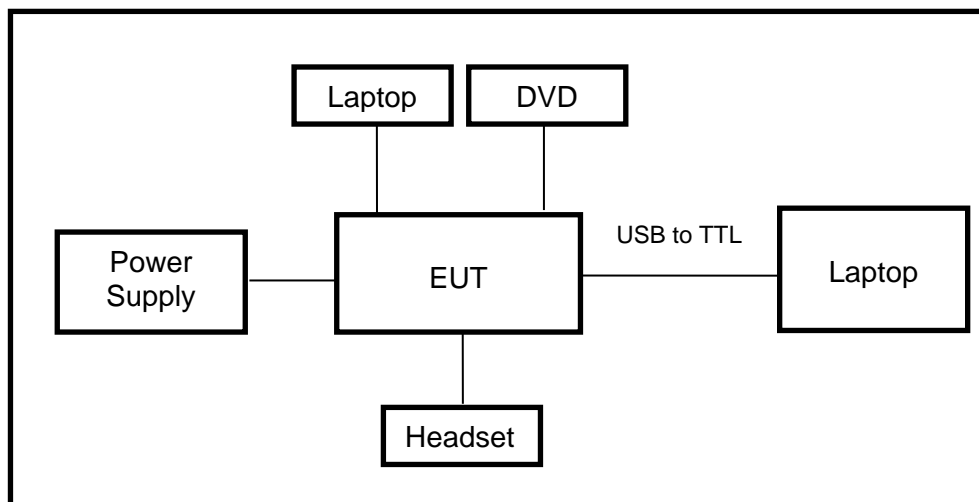 Laptop
DVD
Power
Supply
EUT
USB to TTL
Laptop
Headset